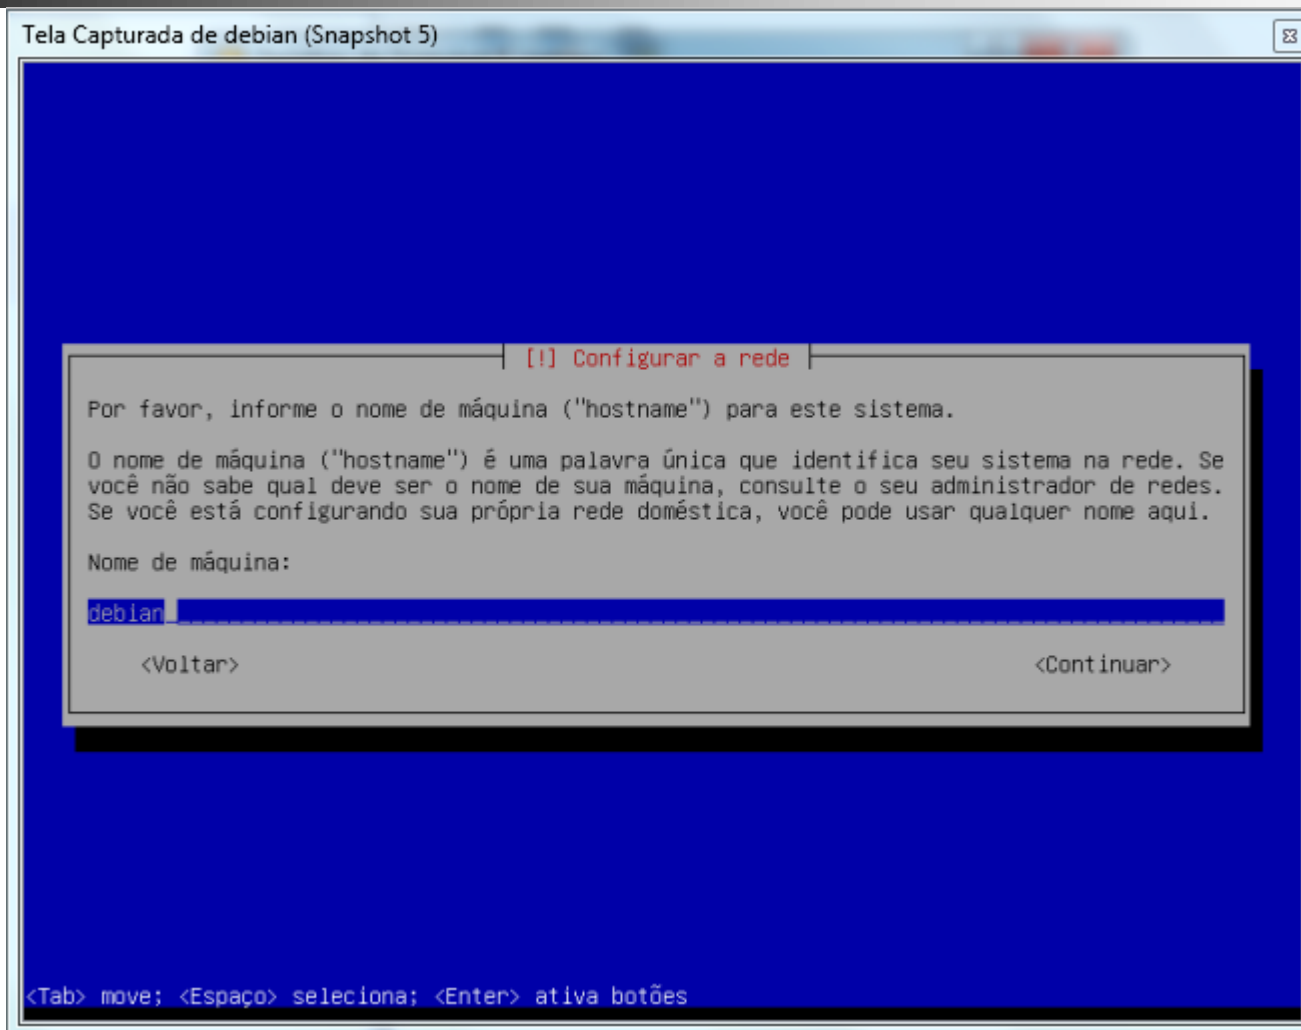 Tela Capturada de debian (Snapshot 5)
[!] Configurar a rede
Por favor, informe o nome de máquina ("hostname") para este sistema.
O nome de máquina ("hostname") é uma palavra única que identifica seu sistema na rede. Se
você não sabe qual deve ser o nome de sua máquina, consulte o seu administrador de redes.
Se você está configurando sua própria rede doméstica, você pode usar qualquer nome aqui.
Nome de máquina:
debian
<Voltar> <Continuar>
<Tab> move; <Espaço> seleciona; <Enter> ativa botões